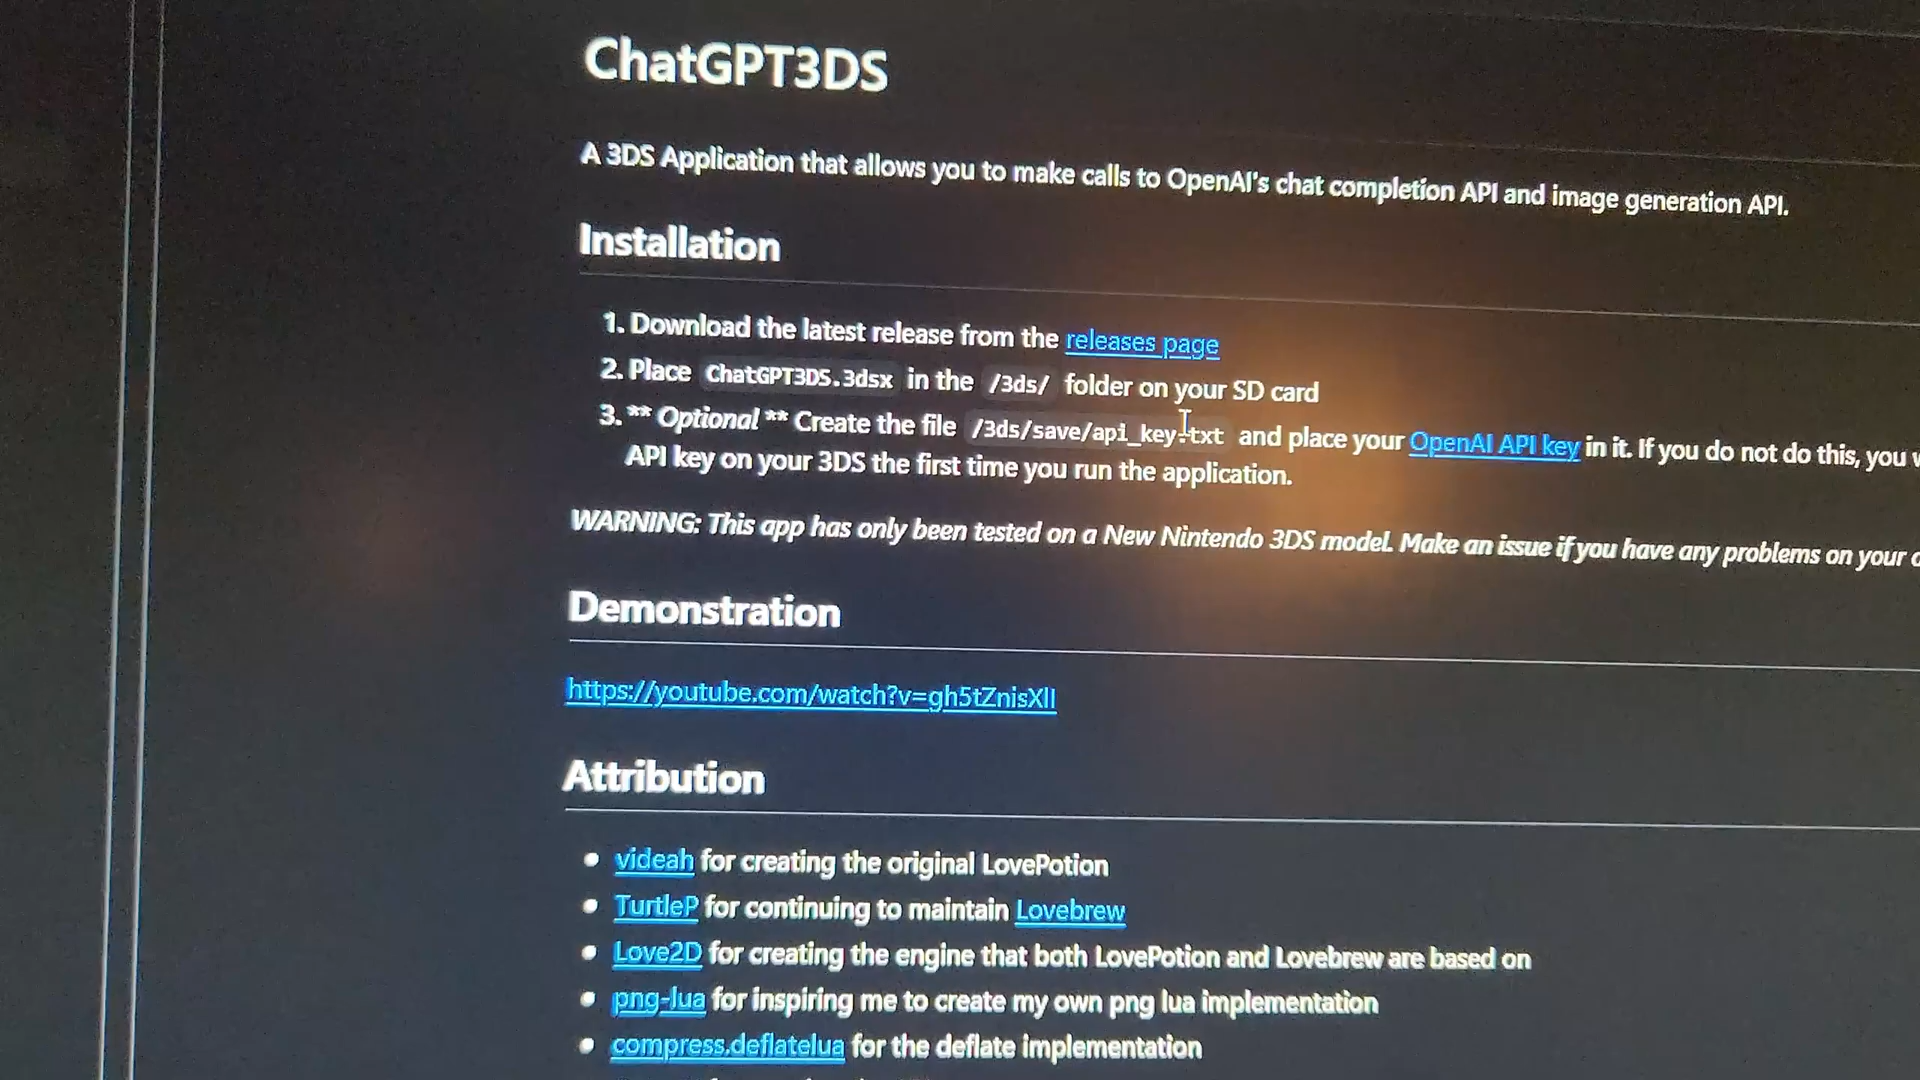 ChatGPT3DS
A 3DS Application that allows you to make calls to OpenAI's chat completion API and image generation API.
Installation
1. Download the latest release from the releases page
2. Place ChatGPT3DS.3dsx in the /3ds/ folder on your SD card
3. ** Optional ** Create the file /3ds/save/api_key.txt and place your OpenAI API key in it. If you do not do this, you
API key on your 3DS the first time you run the application.
WARNING: This app has only been tested on a New Nintendo 3DS model. Make an issue if you have any problems on your
Demonstration
https://youtube.com/watch?v=gh5tZnisXlI
Attribution
• videah for creating the original LovePotion
• TurtleP for continuing to maintain Lovebrew
• Love2D for creating the engine that both LovePotion and Lovebrew are based on
• png-lua for inspiring me to create my own png lua implementation
• compress.deflatelua for the deflate implementation